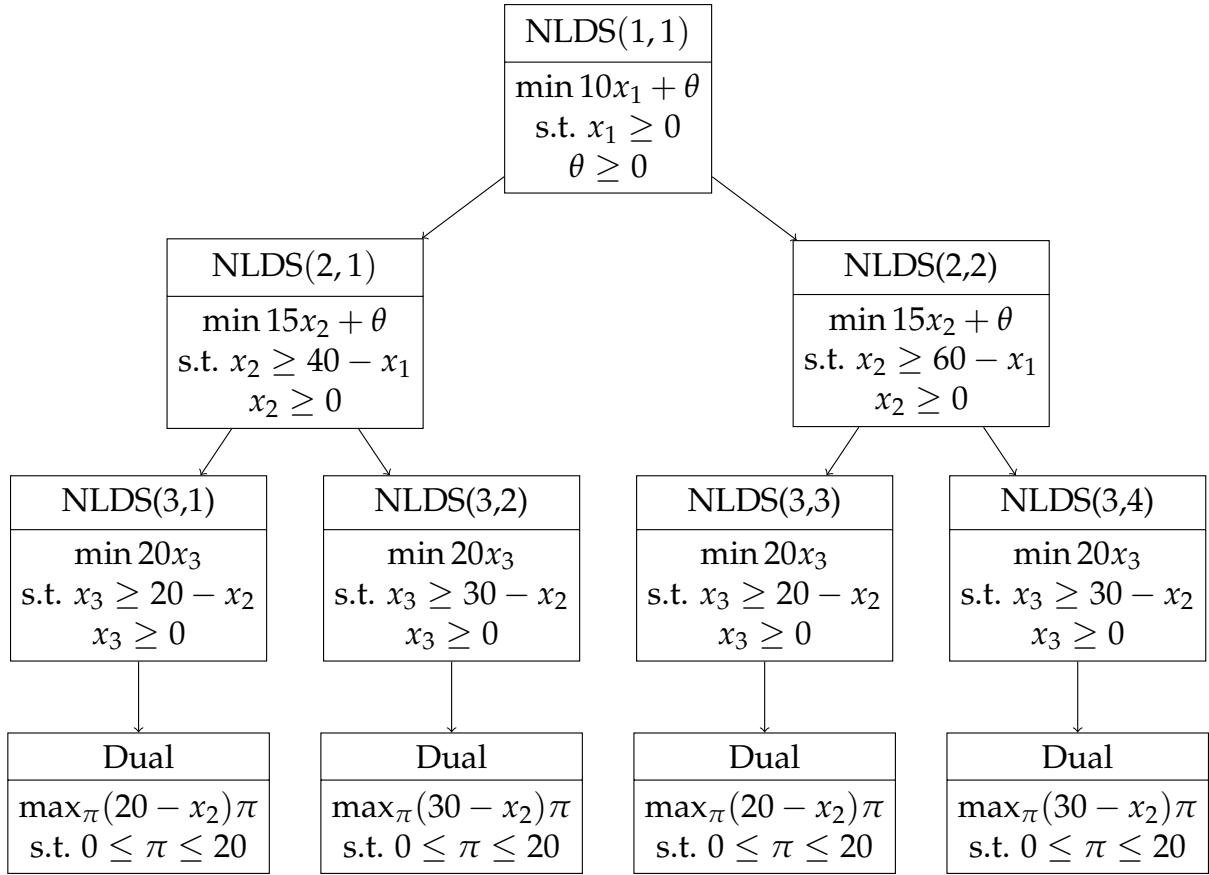 NLDS(1, 1)
min 10x₁ + θ
s.t. x₁ ≥ 0
θ ≥ 0
NLDS(2, 1)
min 15x₂ + θ
s.t. x₂ ≥ 40 − x₁
x₂ ≥ 0
NLDS(2,2)
min 15x₂ + θ
s.t. x₂ ≥ 60 − x₁
x₂ ≥ 0
NLDS(3,1)
min 20x₃
s.t. x₃ ≥ 20 − x₂
x₃ ≥ 0
NLDS(3,2)
min 20x₃
s.t. x₃ ≥ 30 − x₂
x₃ ≥ 0
NLDS(3,3)
min 20x₃
s.t. x₃ ≥ 20 − x₂
x₃ ≥ 0
NLDS(3,4)
min 20x₃
s.t. x₃ ≥ 30 − x₂
x₃ ≥ 0
Dual
max_π(20 − x₂)π
s.t. 0 ≤ π ≤ 20
Dual
max_π(30 − x₂)π
s.t. 0 ≤ π ≤ 20
Dual
max_π(20 − x₂)π
s.t. 0 ≤ π ≤ 20
Dual
max_π(30 − x₂)π
s.t. 0 ≤ π ≤ 20